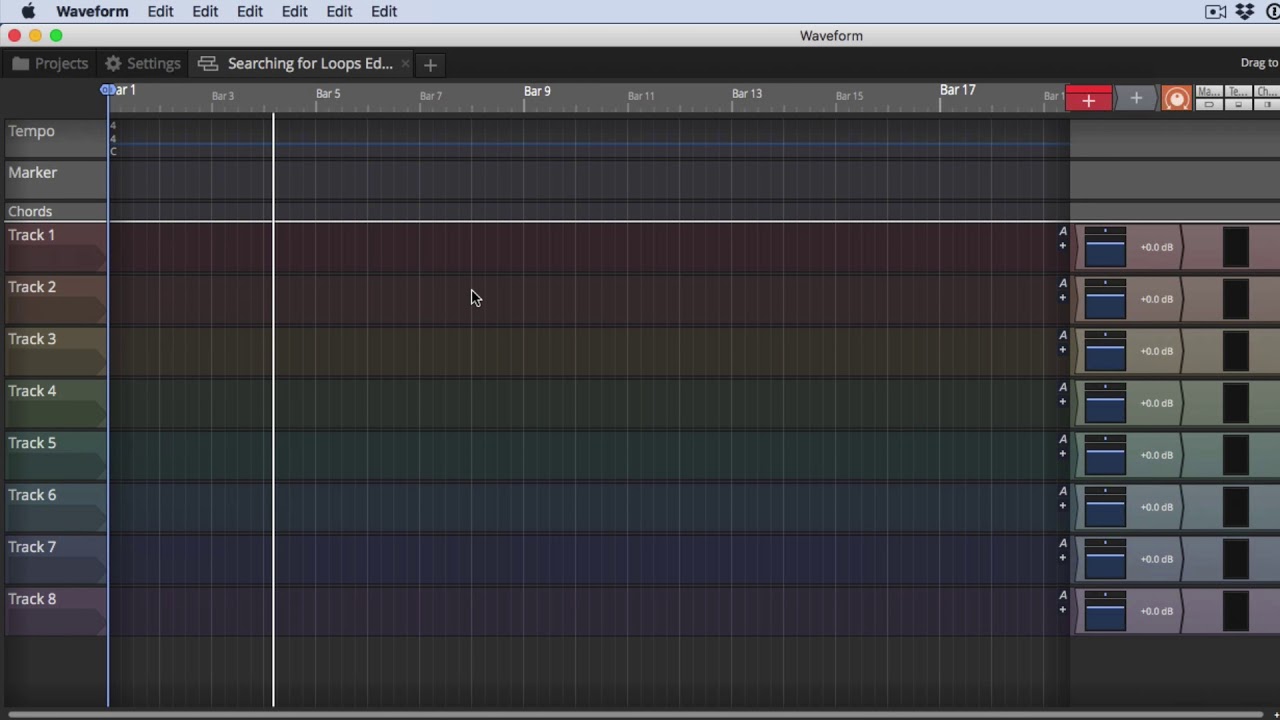 Waveform Edit Edit Edit Edit Edit Edit
Waveform
Projects Settings Searching for Loops Ed... + Drag to
Bar 1 Bar 3 Bar 5 Bar 7 Bar 9 Bar 11 Bar 13 Bar 15 Bar 17 Bar 1 + + Ma... Te... Ch...
Tempo 4
4
C
Marker
Chords
Track 1 A + +0.0 dB
Track 2 A + +0.0 dB
Track 3 A + +0.0 dB
Track 4 A + +0.0 dB
Track 5 A + +0.0 dB
Track 6 A + +0.0 dB
Track 7 A + +0.0 dB
Track 8 A + +0.0 dB